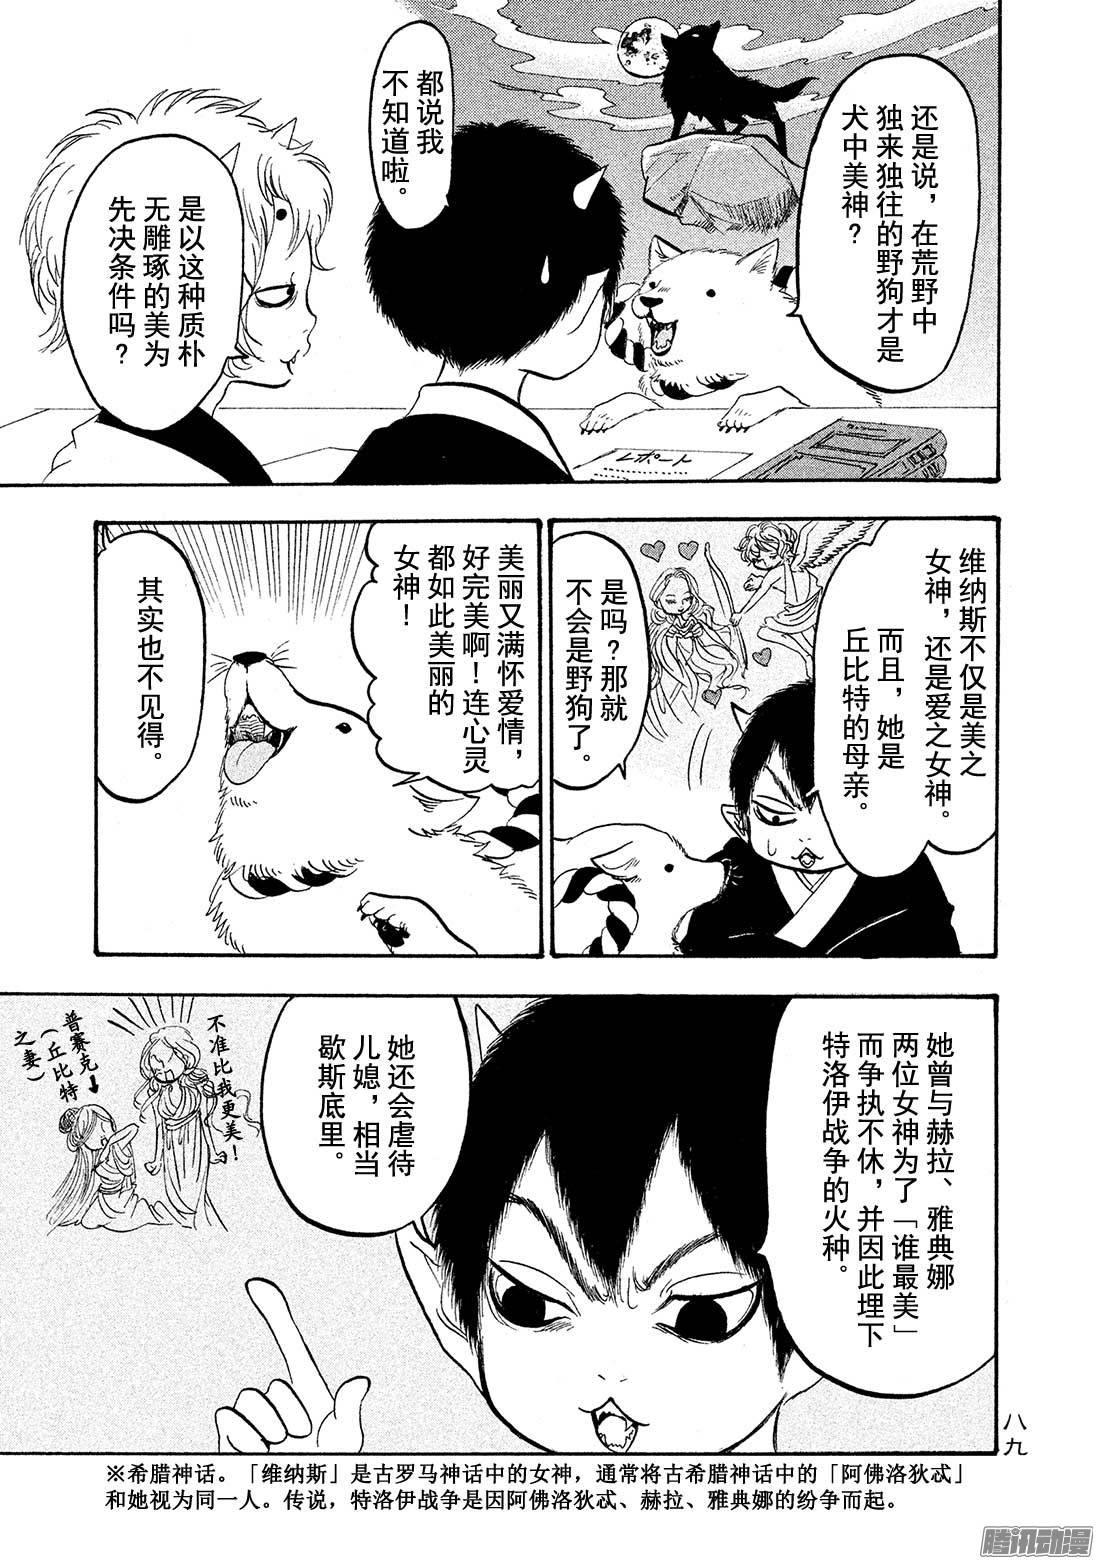 还是说，在荒野中
独来独往的野狗才是
犬中美神？
都说我
不知道啦。
是以这种质朴
无雕琢的美为
先决条件吗？
レポート
维纳斯不仅是美之
女神，还是爱之女神。
而且，她是
丘比特的母亲。
是吗？那就
不会是野狗了。
美丽又满怀爱情，
好完美啊！连心灵
都如此美丽的
女神！
其实也不见得。
她曾与赫拉、雅典娜
两位女神为了「谁最美」
而争执不休，并因此埋下
特洛伊战争的火种。
她还会虐待
儿媳，相当
歇斯底里。
不准比我更美！
普赛克
（丘比特
之妻）
八九
※希腊神话。「维纳斯」是古罗马神话中的女神，通常将古希腊神话中的「阿佛洛狄忒」
和她视为同一人。传说，特洛伊战争是因阿佛洛狄忒、赫拉、雅典娜的纷争而起。
腾讯动漫